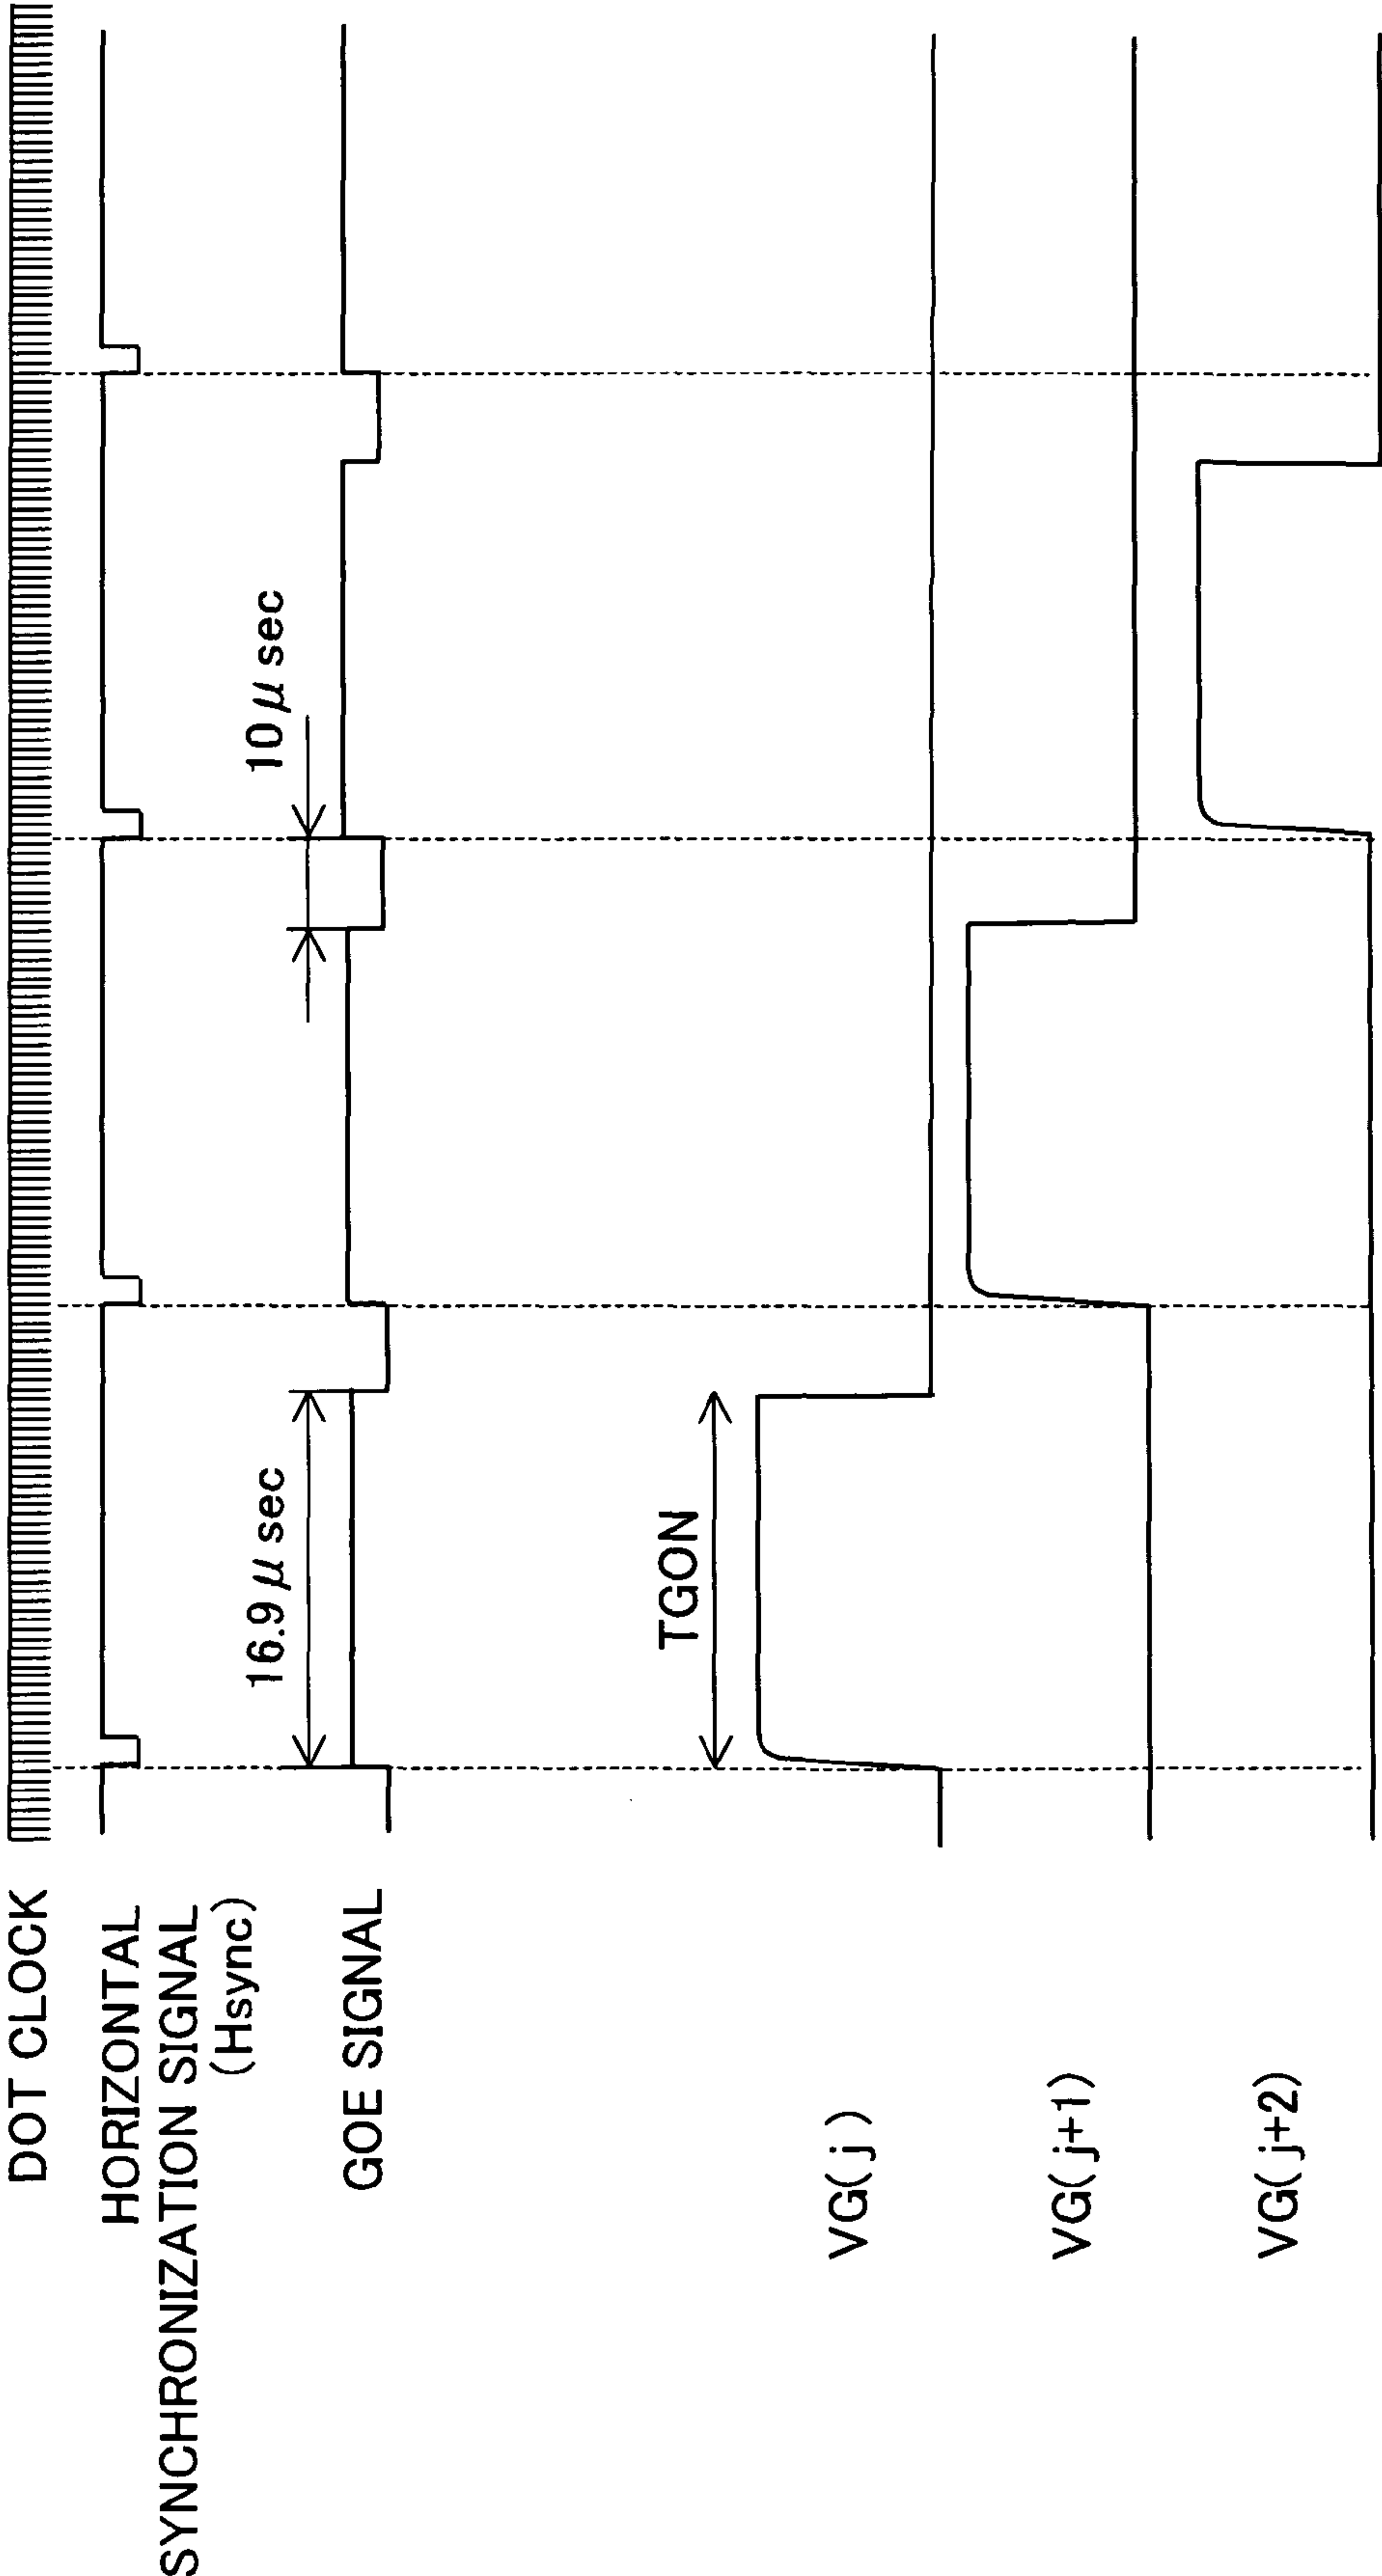 DOT CLOCK
HORIZONTAL
SYNCHRONIZATION SIGNAL
(Hsync)
16.9 μ sec
10 μ sec
GOE SIGNAL
TGON
VG( j )
VG( j+1)
VG( j+2)